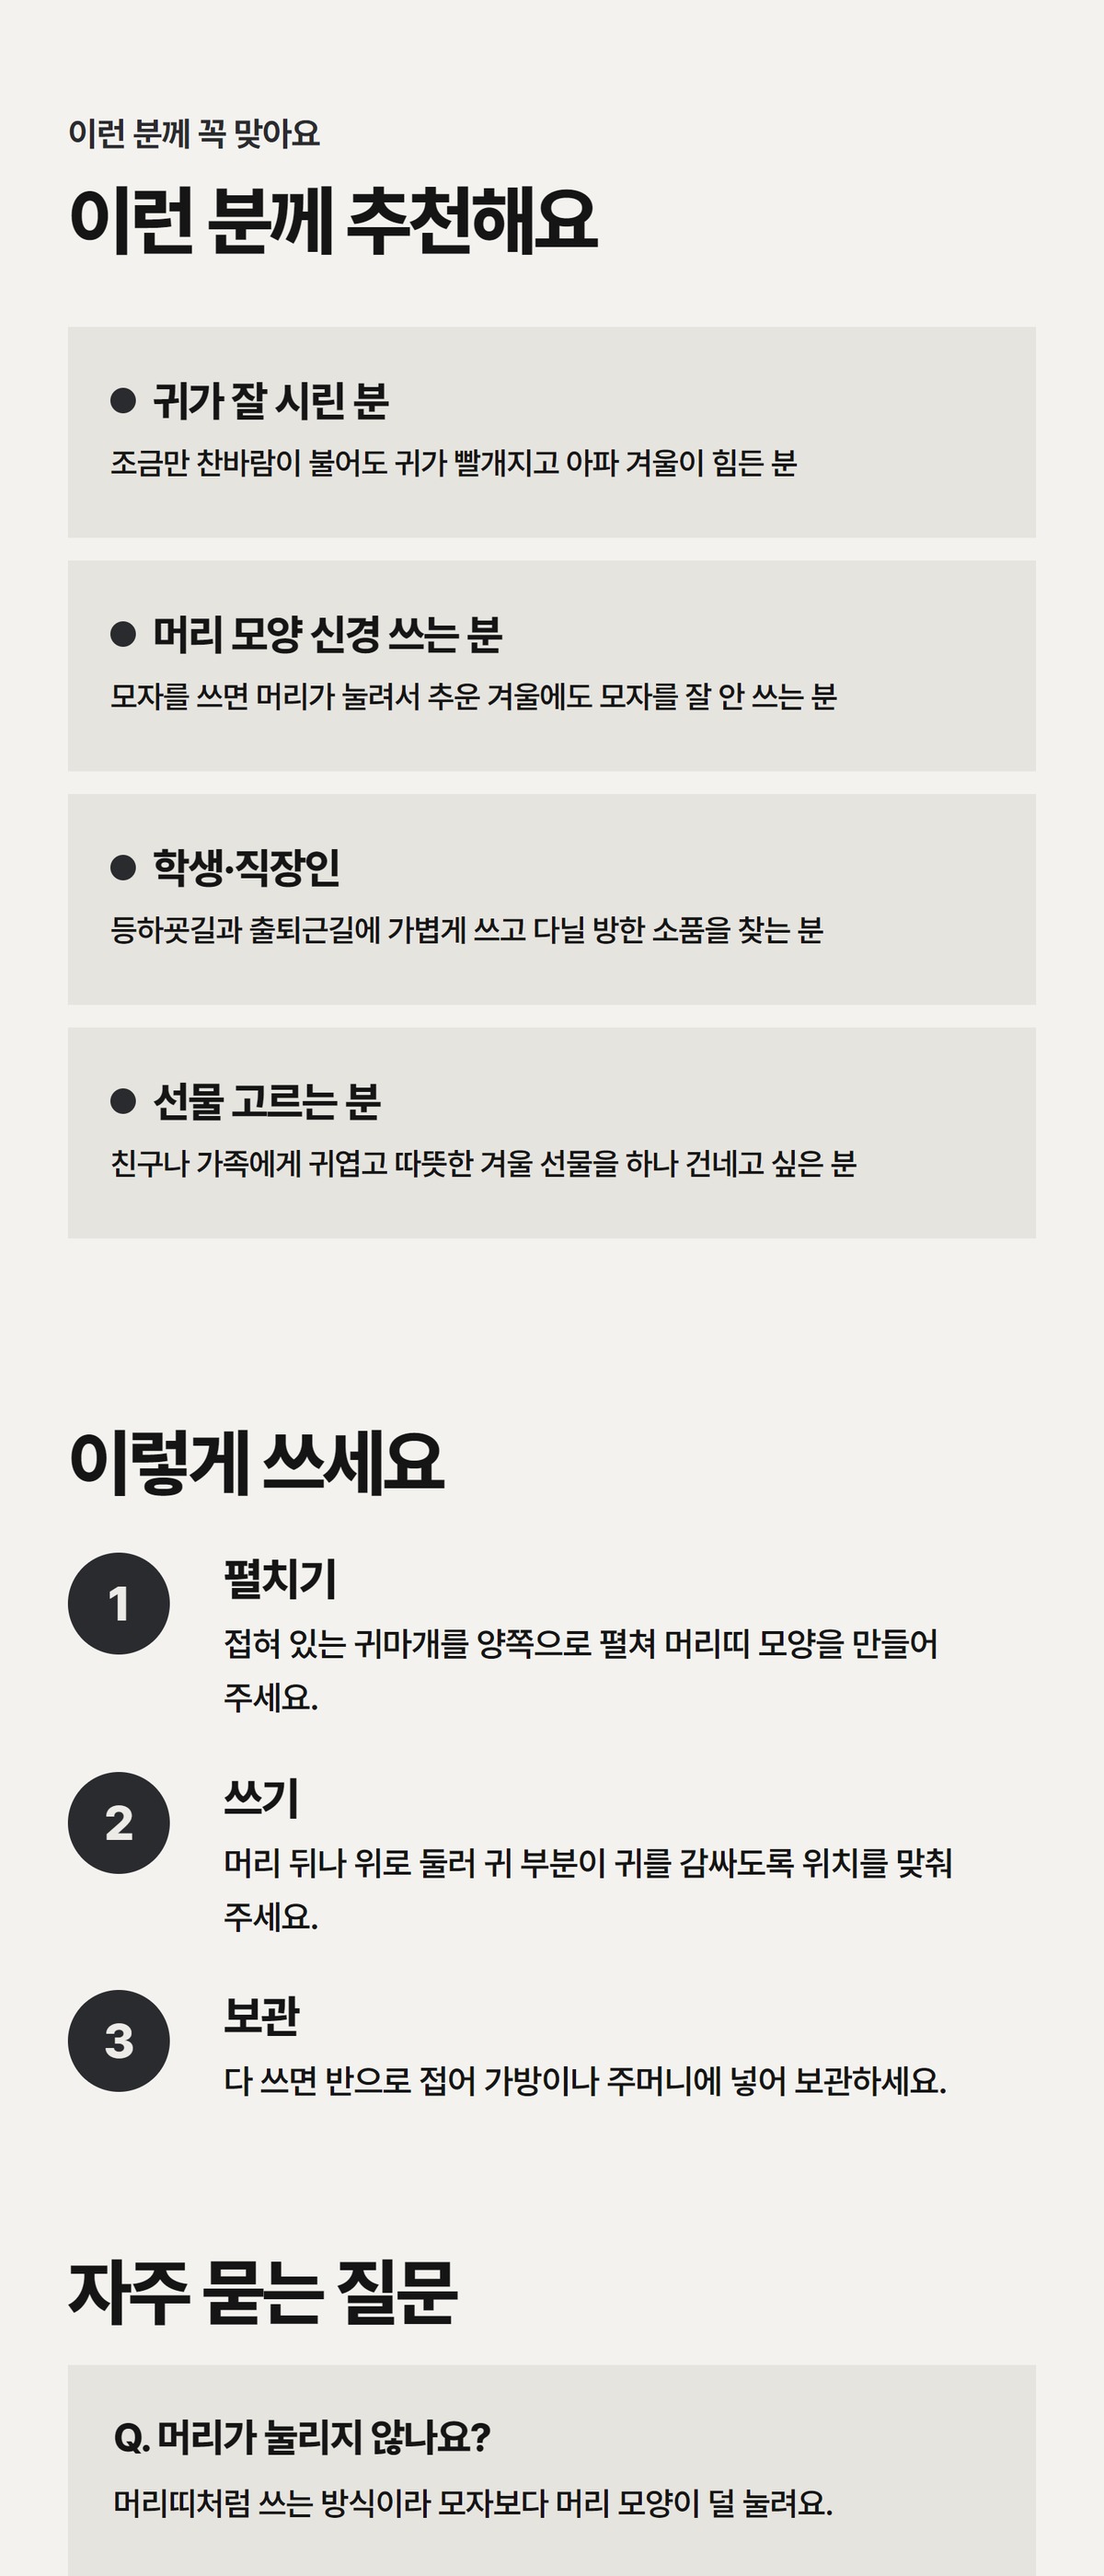 이런 분께 꼭 맞아요
이런 분께 추천해요
귀가 잘 시린 분
조금만 찬바람이 불어도 귀가 빨개지고 아파 겨울이 힘든 분
머리 모양 신경 쓰는 분
모자를 쓰면 머리가 눌려서 추운 겨울에도 모자를 잘 안 쓰는 분
학생·직장인
등하굣길과 출퇴근길에 가볍게 쓰고 다닐 방한 소품을 찾는 분
선물 고르는 분
친구나 가족에게 귀엽고 따뜻한 겨울 선물을 하나 건네고 싶은 분
이렇게 쓰세요
1
펼치기
접혀 있는 귀마개를 양쪽으로 펼쳐 머리띠 모양을 만들어
주세요.
2
쓰기
머리 뒤나 위로 둘러 귀 부분이 귀를 감싸도록 위치를 맞춰
주세요.
3
보관
다 쓰면 반으로 접어 가방이나 주머니에 넣어 보관하세요.
자주 묻는 질문
Q. 머리가 눌리지 않나요?
머리띠처럼 쓰는 방식이라 모자보다 머리 모양이 덜 눌려요.